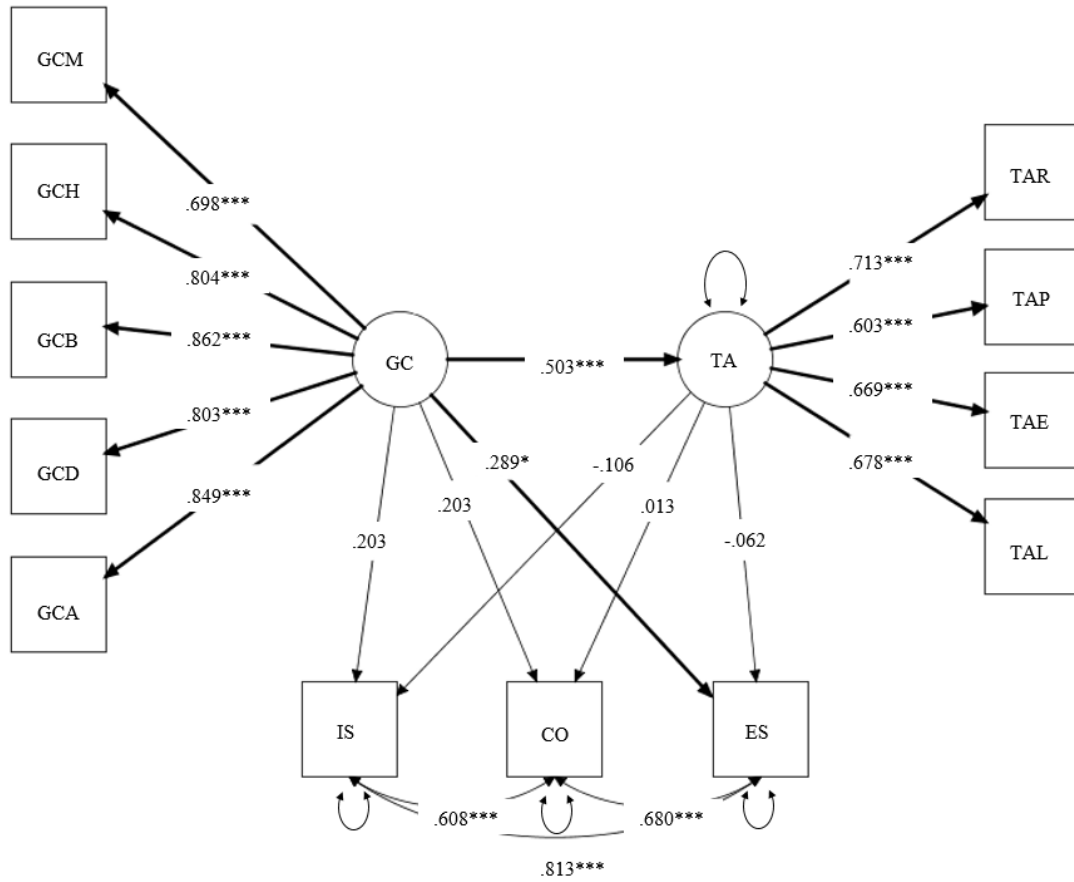 GCM
GCH
GCB
GCD
GCA
.698***
.804***
.862***
.803***
.849***
GC
.503***
TA
.713***
.603***
.669***
.678***
TAR
TAP
TAE
TAL
.203
.203
.289*
-.106
.013
-.062
IS
CO
ES
.608***
.680***
.813***